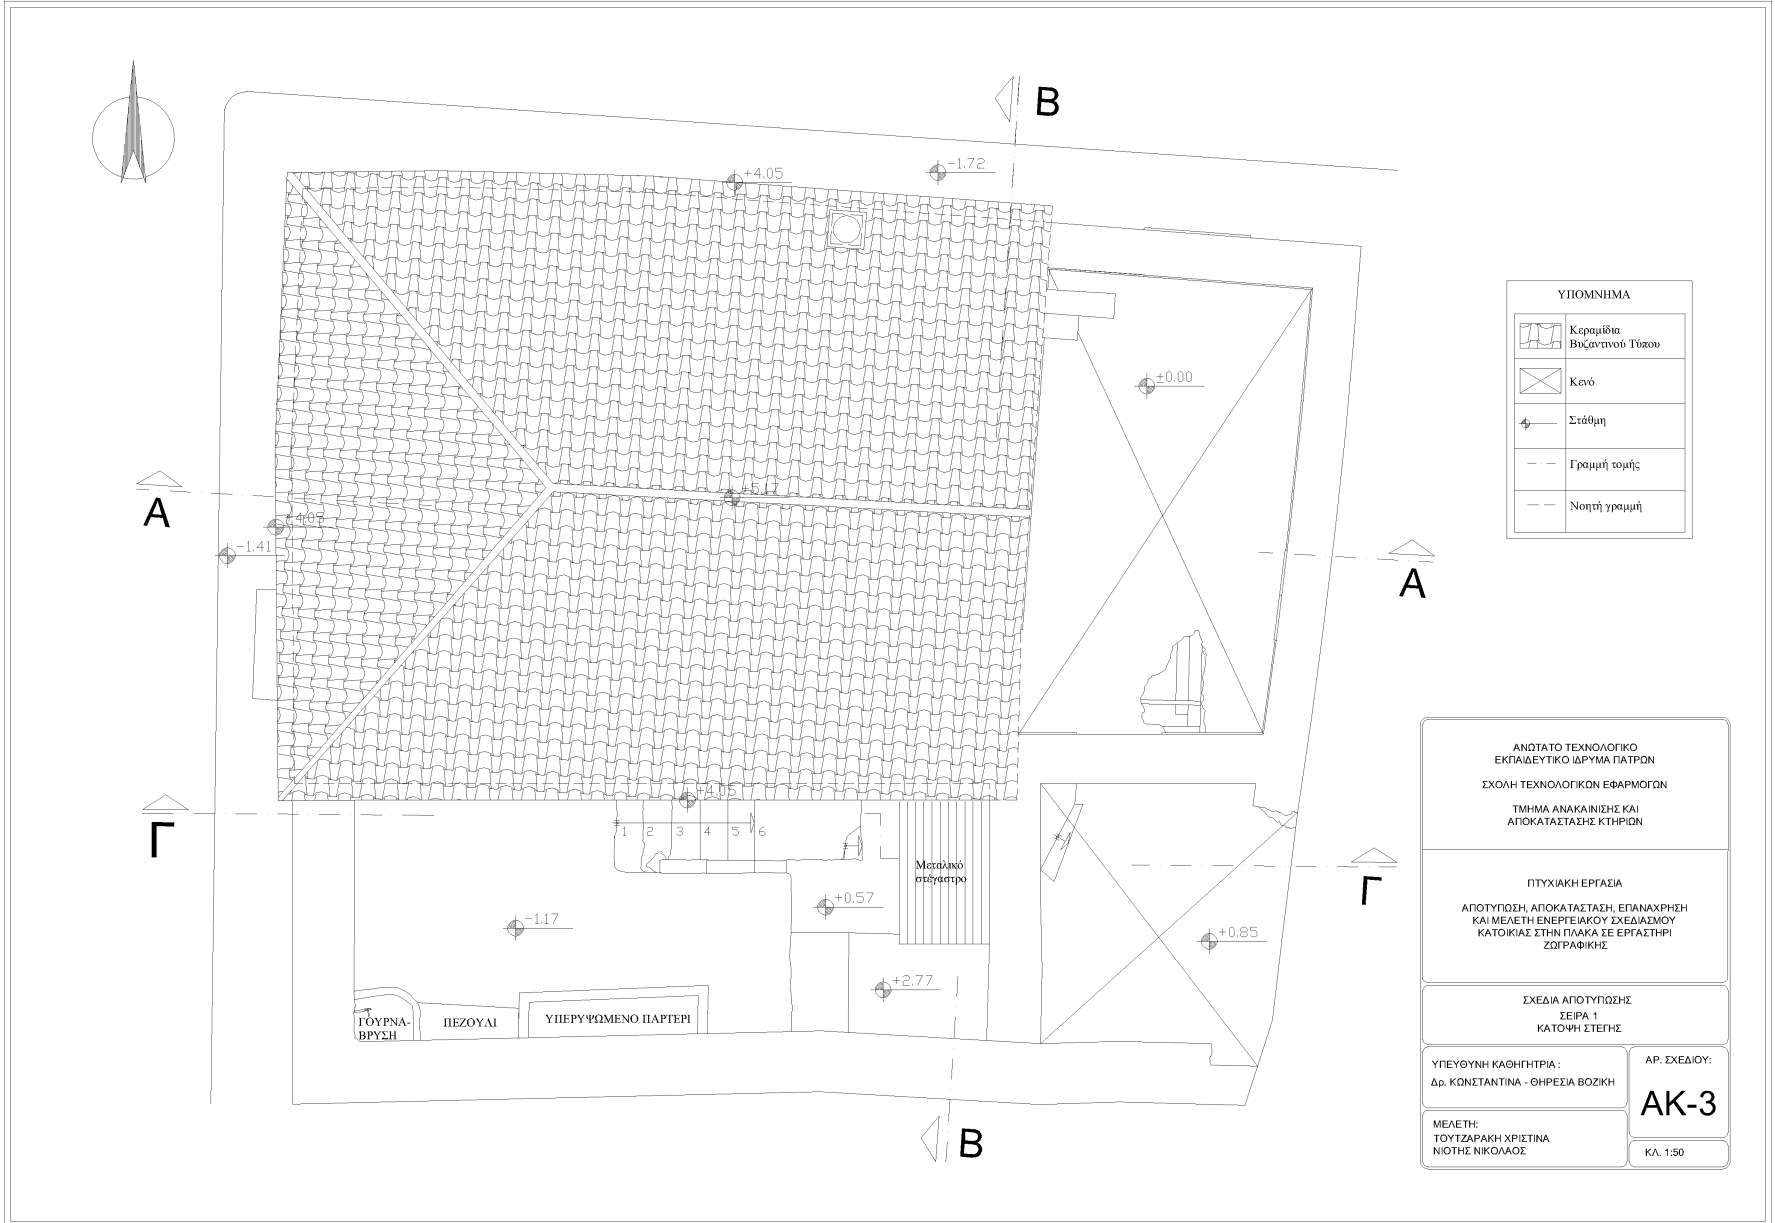 B
+4.05
-1.72
±0.00
+5.17
A
-1.41
A
Γ
+4.05
1 2 3 4 5 6
Μεταλικό
στέγαστρο
Γ
+0.57
-1.17
+0.85
+2.77
ΓΟΥΡΝΑ-
ΒΡΥΣΗ
ΠΕΖΟΥΛΙ
ΥΠΕΡΥΨΩΜΕΝΟ ΠΑΡΤΕΡΙ
B
ΥΠΟΜΝΗΜΑ
Κεραμίδια
Βυζαντινού Τύπου
Κενό
Στάθμη
Γραμμή τομής
Νοητή γραμμή
ΑΝΩΤΑΤΟ ΤΕΧΝΟΛΟΓΙΚΟ
ΕΚΠΑΙΔΕΥΤΙΚΟ ΙΔΡΥΜΑ ΠΑΤΡΩΝ
ΣΧΟΛΗ ΤΕΧΝΟΛΟΓΙΚΩΝ ΕΦΑΡΜΟΓΩΝ
ΤΜΗΜΑ ΑΝΑΚΑΙΝΙΣΗΣ ΚΑΙ
ΑΠΟΚΑΤΑΣΤΑΣΗΣ ΚΤΗΡΙΩΝ
ΠΤΥΧΙΑΚΗ ΕΡΓΑΣΙΑ
ΑΠΟΤΥΠΩΣΗ, ΑΠΟΚΑΤΑΣΤΑΣΗ, ΕΠΑΝΑΧΡΗΣΗ
ΚΑΙ ΜΕΛΕΤΗ ΕΝΕΡΓΕΙΑΚΟΥ ΣΧΕΔΙΑΣΜΟΥ
ΚΑΤΟΙΚΙΑΣ ΣΤΗΝ ΠΛΑΚΑ ΣΕ ΕΡΓΑΣΤΗΡΙ
ΖΩΓΡΑΦΙΚΗΣ
ΣΧΕΔΙΑ ΑΠΟΤΥΠΩΣΗΣ
ΣΕΙΡΑ 1
ΚΑΤΟΨΗ ΣΤΕΓΗΣ
ΥΠΕΥΘΥΝΗ ΚΑΘΗΓΗΤΡΙΑ :
Δρ. ΚΩΝΣΤΑΝΤΙΝΑ - ΘΗΡΕΣΙΑ ΒΟΖΙΚΗ
ΑΡ. ΣΧΕΔΙΟΥ:
ΑΚ-3
ΜΕΛΕΤΗ:
ΤΟΥΤΖΑΡΑΚΗ ΧΡΙΣΤΙΝΑ
ΝΙΟΤΗΣ ΝΙΚΟΛΑΟΣ
ΚΛ. 1:50